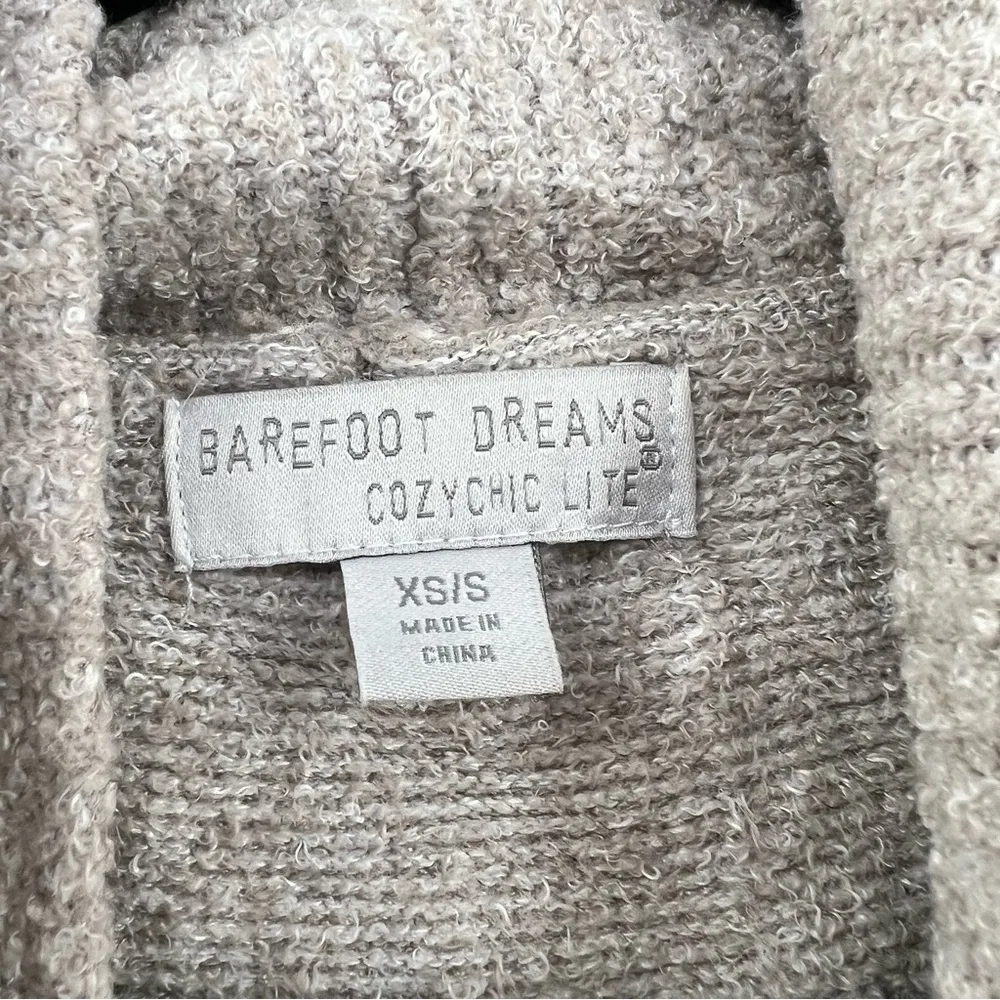 BAREFOOT DREAMS®
COZYCHIC LITE
XS/S
MADE IN
CHINA